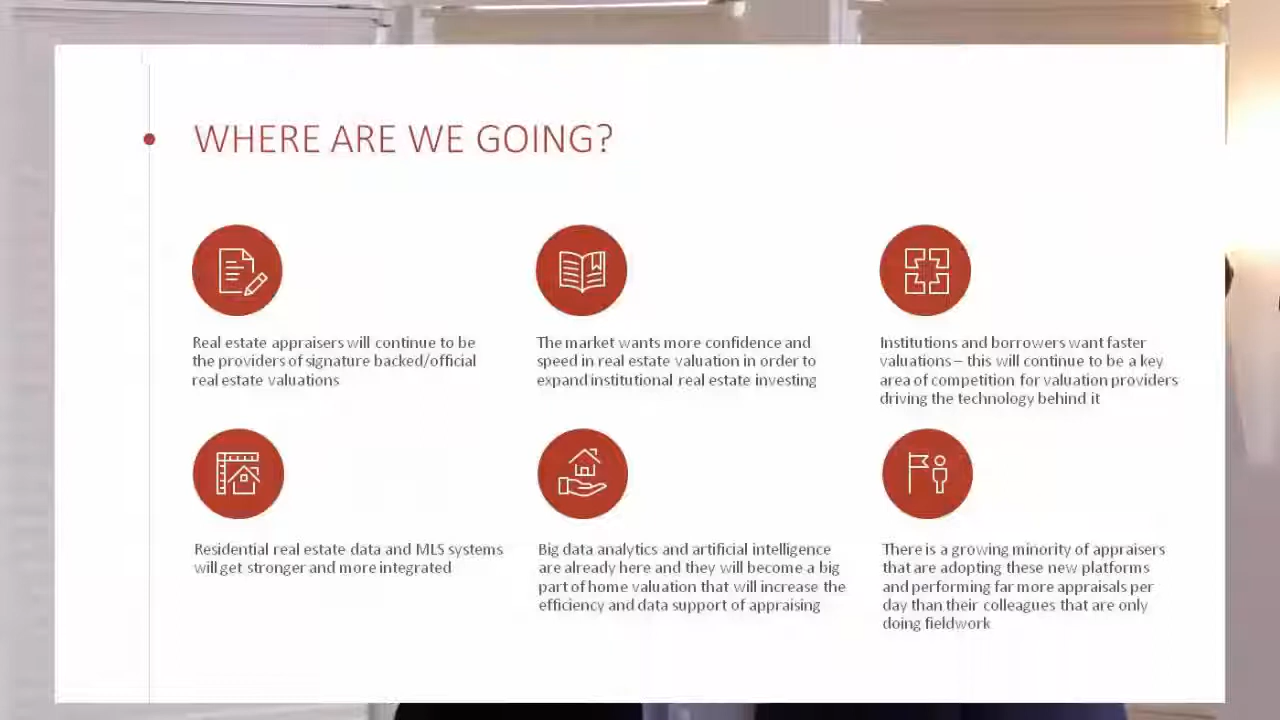 WHERE ARE WE GOING?
Real estate appraisers will continue to be
the providers of signature backed/official
real estate valuations
The market wants more confidence and
speed in real estate valuation in order to
expand institutional real estate investing
Institutions and borrowers want faster
valuations – this will continue to be a key
area of competition for valuation providers
driving the technology behind it
Residential real estate data and MLS systems
will get stronger and more integrated
Big data analytics and artificial intelligence
are already here and they will become a big
part of home valuation that will increase the
efficiency and data support of appraising
There is a growing minority of appraisers
that are adopting these new platforms
and performing far more appraisals per
day than their colleagues that are only
doing fieldwork